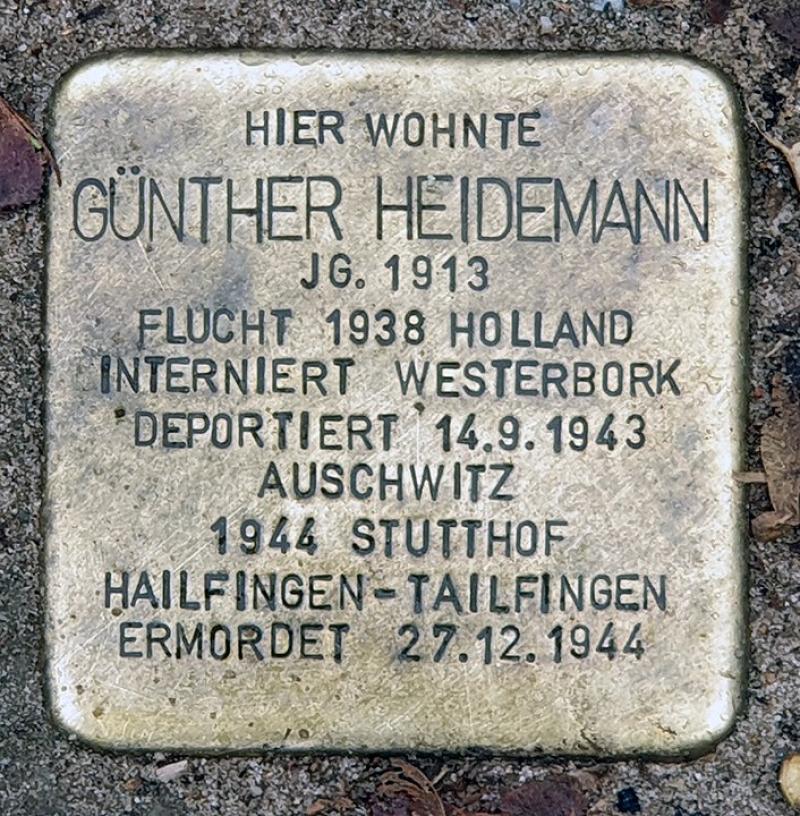 HIER WOHNTE
GÜNTHER HEIDEMANN
JG. 1913
FLUCHT 1938 HOLLAND
INTERNIERT WESTERBORK
DEPORTIERT 14.9.1943
AUSCHWITZ
1944 STUTTHOF
HAILFINGEN-TAILFINGEN
ERMORDET 27.12.1944